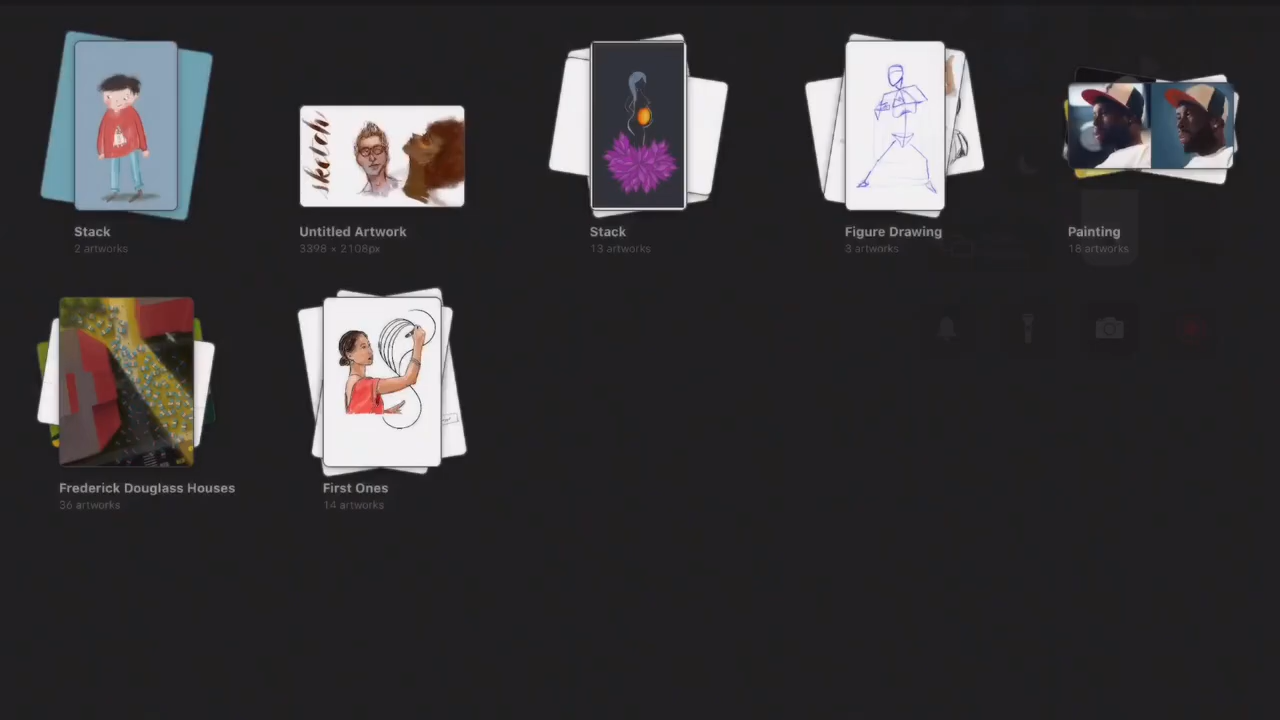 sketch
Stack
2 artworks
Untitled Artwork
3398 × 2108px
Stack
13 artworks
Figure Drawing
3 artworks
Painting
18 artworks
Frederick Douglass Houses
36 artworks
First Ones
14 artworks